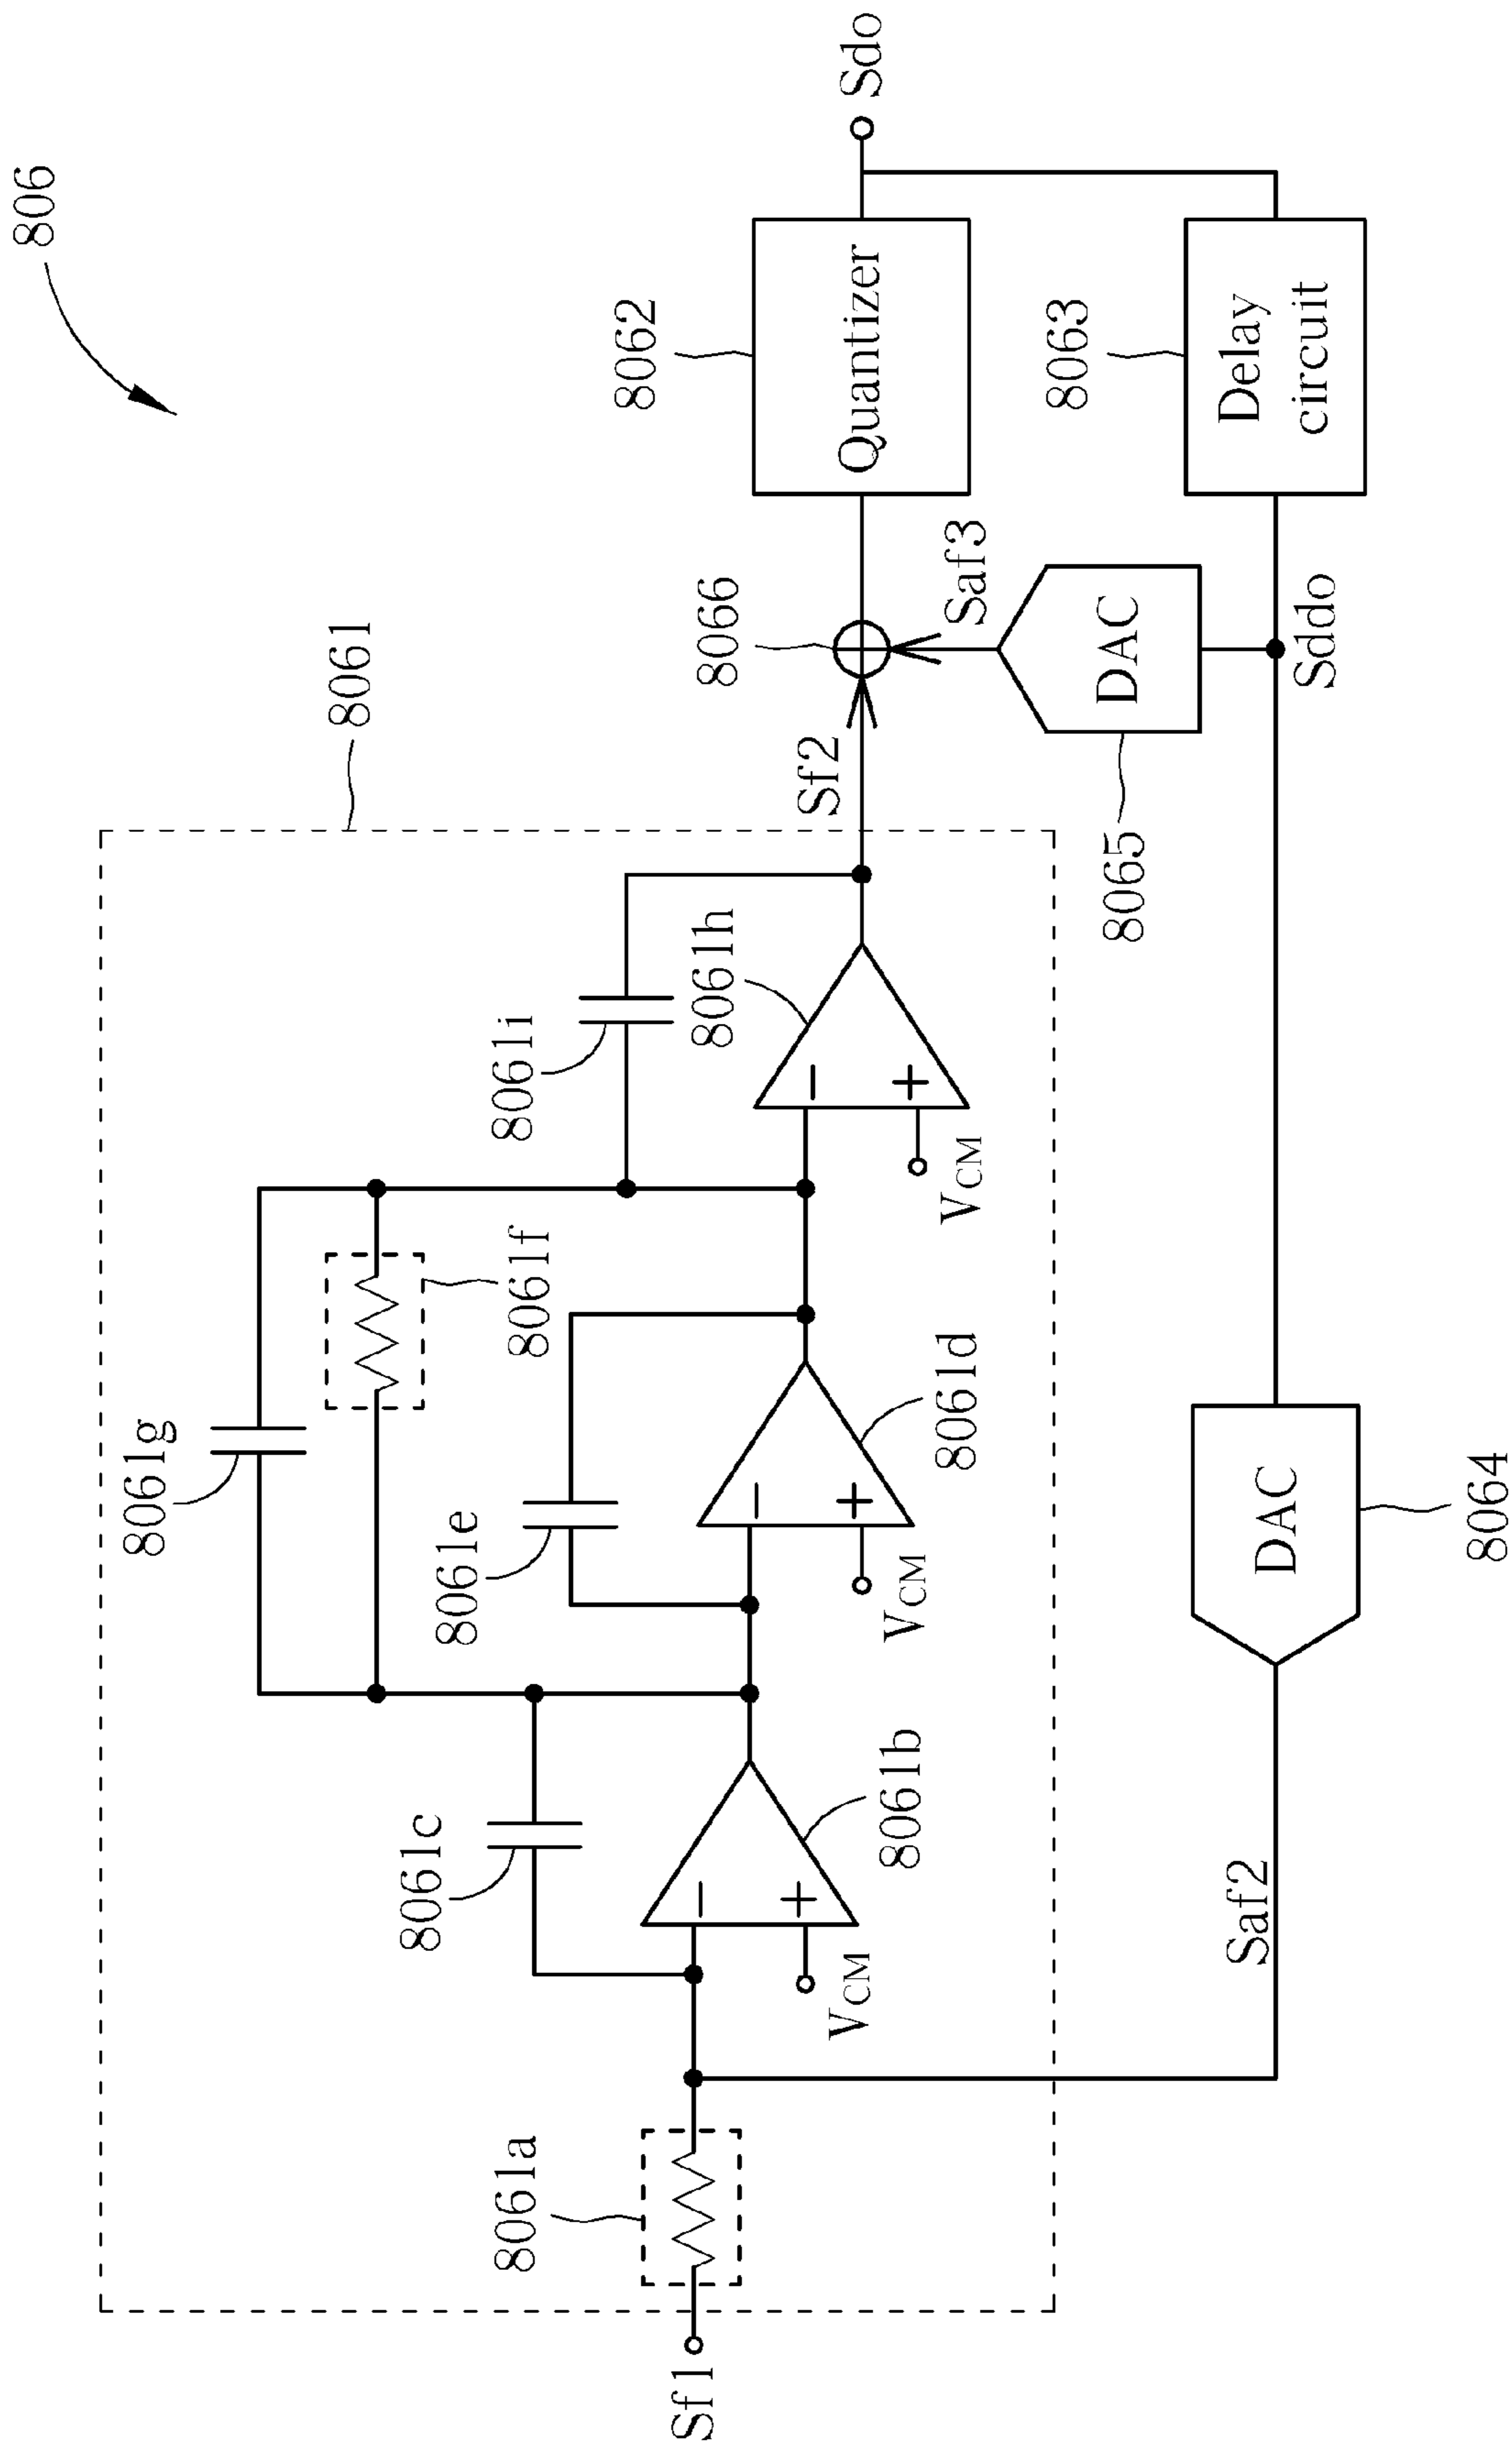 806
8061
8061g
8061f
8061i
8061e
8061c
8061a
8061h
8061d
8061b
8066
8062
Quantizer
Sf1
Sf2
Sdo
VCM
VCM
VCM
Saf3
8063
Delay
circuit
DAC
8065
Sddo
Saf2
DAC
8064